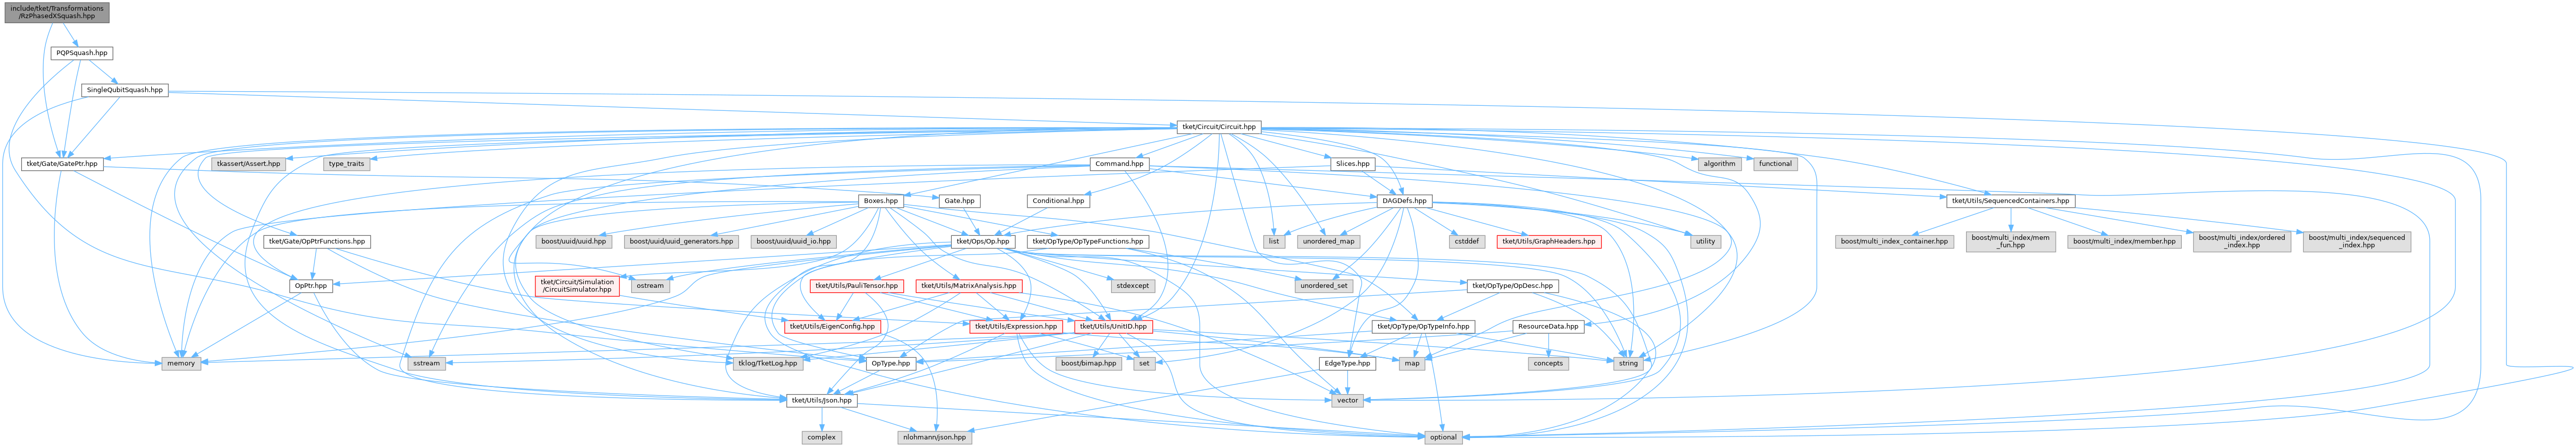 include/tket/Transformations
/RzPhasedXSquash.hpp
PQPSquash.hpp
SingleQubitSquash.hpp
tket/Circuit/Circuit.hpp
tket/Gate/GatePtr.hpp
tkassert/Assert.hpp
type_traits
Command.hpp
Slices.hpp
algorithm
functional
Boxes.hpp
Gate.hpp
Conditional.hpp
DAGDefs.hpp
tket/Utils/SequencedContainers.hpp
tket/Gate/OpPtrFunctions.hpp
boost/uuid/uuid.hpp
boost/uuid/uuid_generators.hpp
boost/uuid/uuid_io.hpp
tket/Ops/Op.hpp
tket/OpType/OpTypeFunctions.hpp
list
unordered_map
cstddef
tket/Utils/GraphHeaders.hpp
utility
boost/multi_index_container.hpp
boost/multi_index/mem
_fun.hpp
boost/multi_index/member.hpp
boost/multi_index/ordered
_index.hpp
boost/multi_index/sequenced
_index.hpp
OpPtr.hpp
tket/Circuit/Simulation
/CircuitSimulator.hpp
ostream
tket/Utils/PauliTensor.hpp
tket/Utils/MatrixAnalysis.hpp
stdexcept
unordered_set
tket/OpType/OpDesc.hpp
tket/Utils/EigenConfig.hpp
tket/Utils/Expression.hpp
tket/Utils/UnitID.hpp
tket/OpType/OpTypeInfo.hpp
ResourceData.hpp
memory
sstream
tklog/TketLog.hpp
OpType.hpp
boost/bimap.hpp
set
EdgeType.hpp
map
concepts
string
tket/Utils/Json.hpp
vector
complex
nlohmann/json.hpp
optional